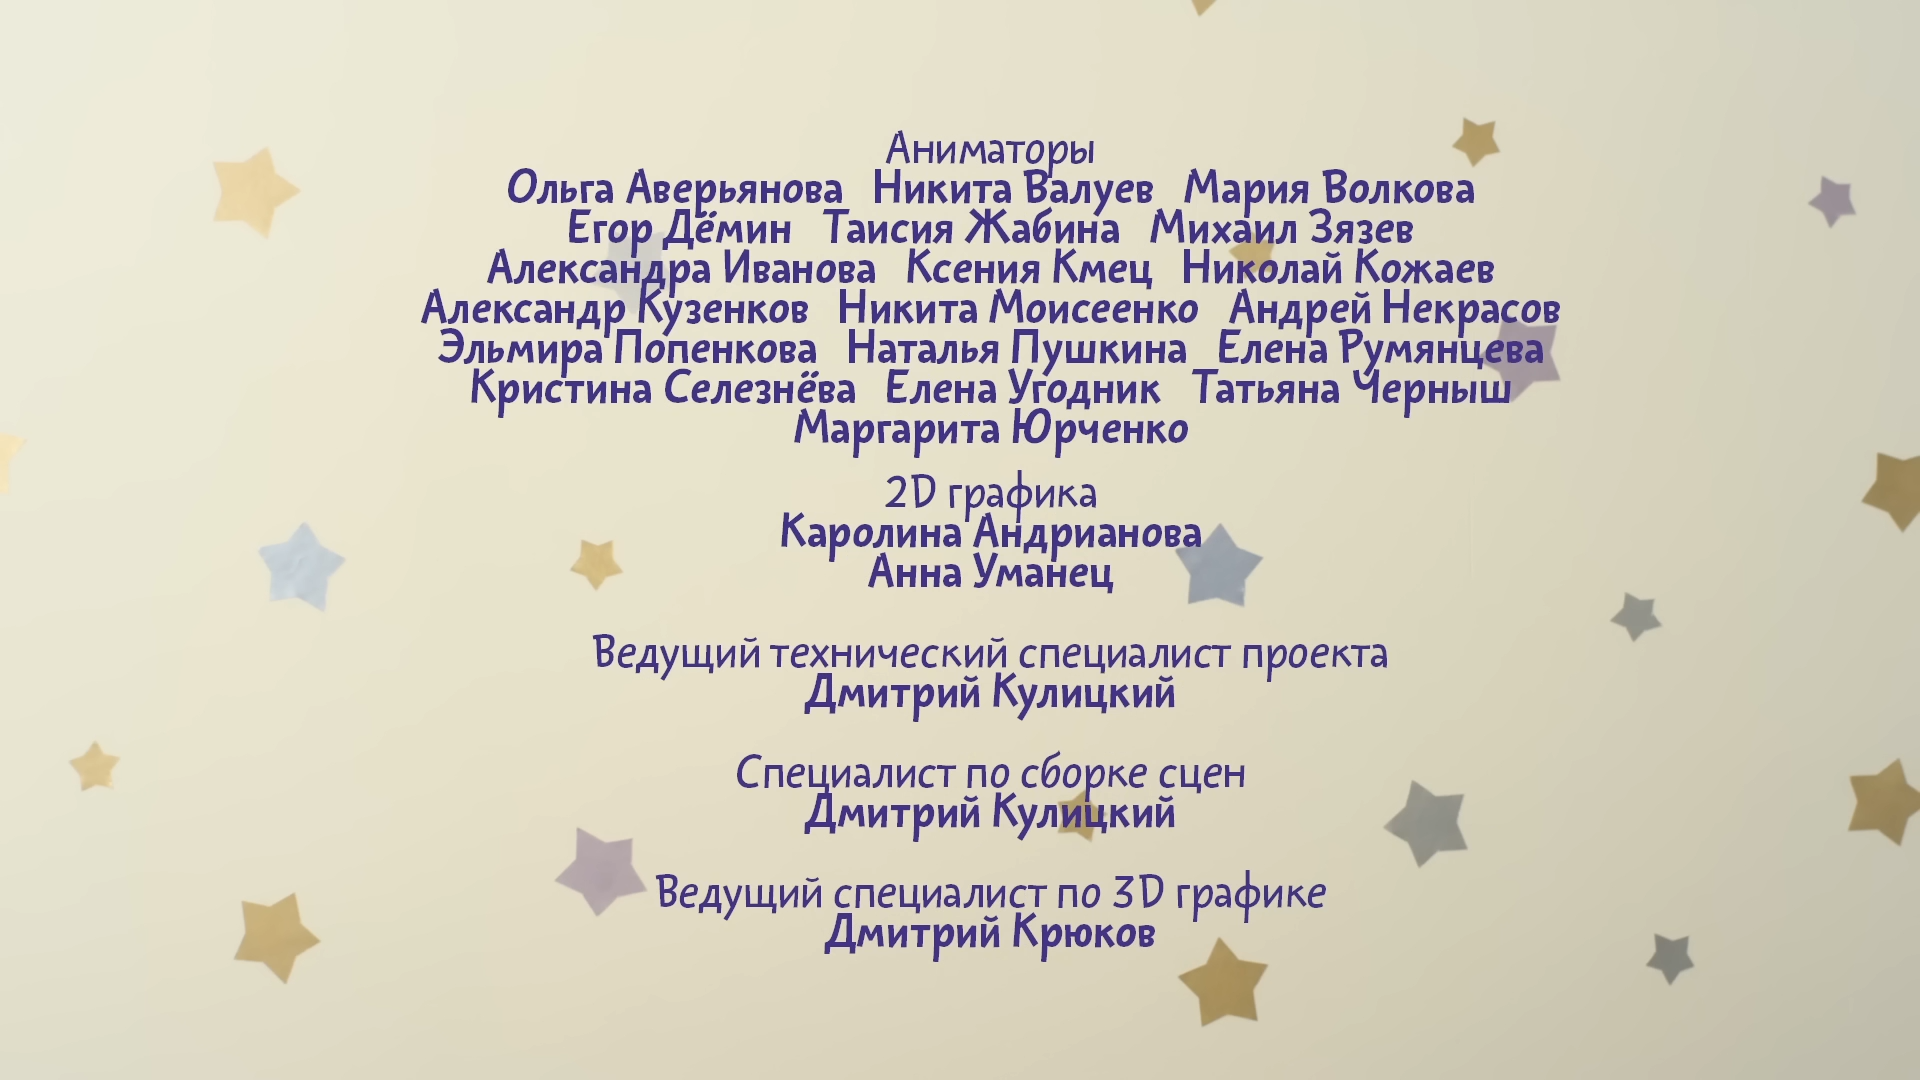 Аниматоры
Ольга Аверьянова Никита Валуев Мария Волкова
Егор Дёмин Таисия Жабина Михаил Зязев
Александра Иванова Ксения Кмец Николай Кожаев
Александр Кузенков Никита Моисеенко Андрей Некрасов
Эльмира Попенкова Наталья Пушкина Елена Румянцева
Кристина Селезнёва Елена Угодник Татьяна Черныш
Маргарита Юрченко
2D графика
Каролина Андрианова
Анна Уманец
Ведущий технический специалист проекта
Дмитрий Кулицкий
Специалист по сборке сцен
Дмитрий Кулицкий
Ведущий специалист по 3D графике
Дмитрий Крюков